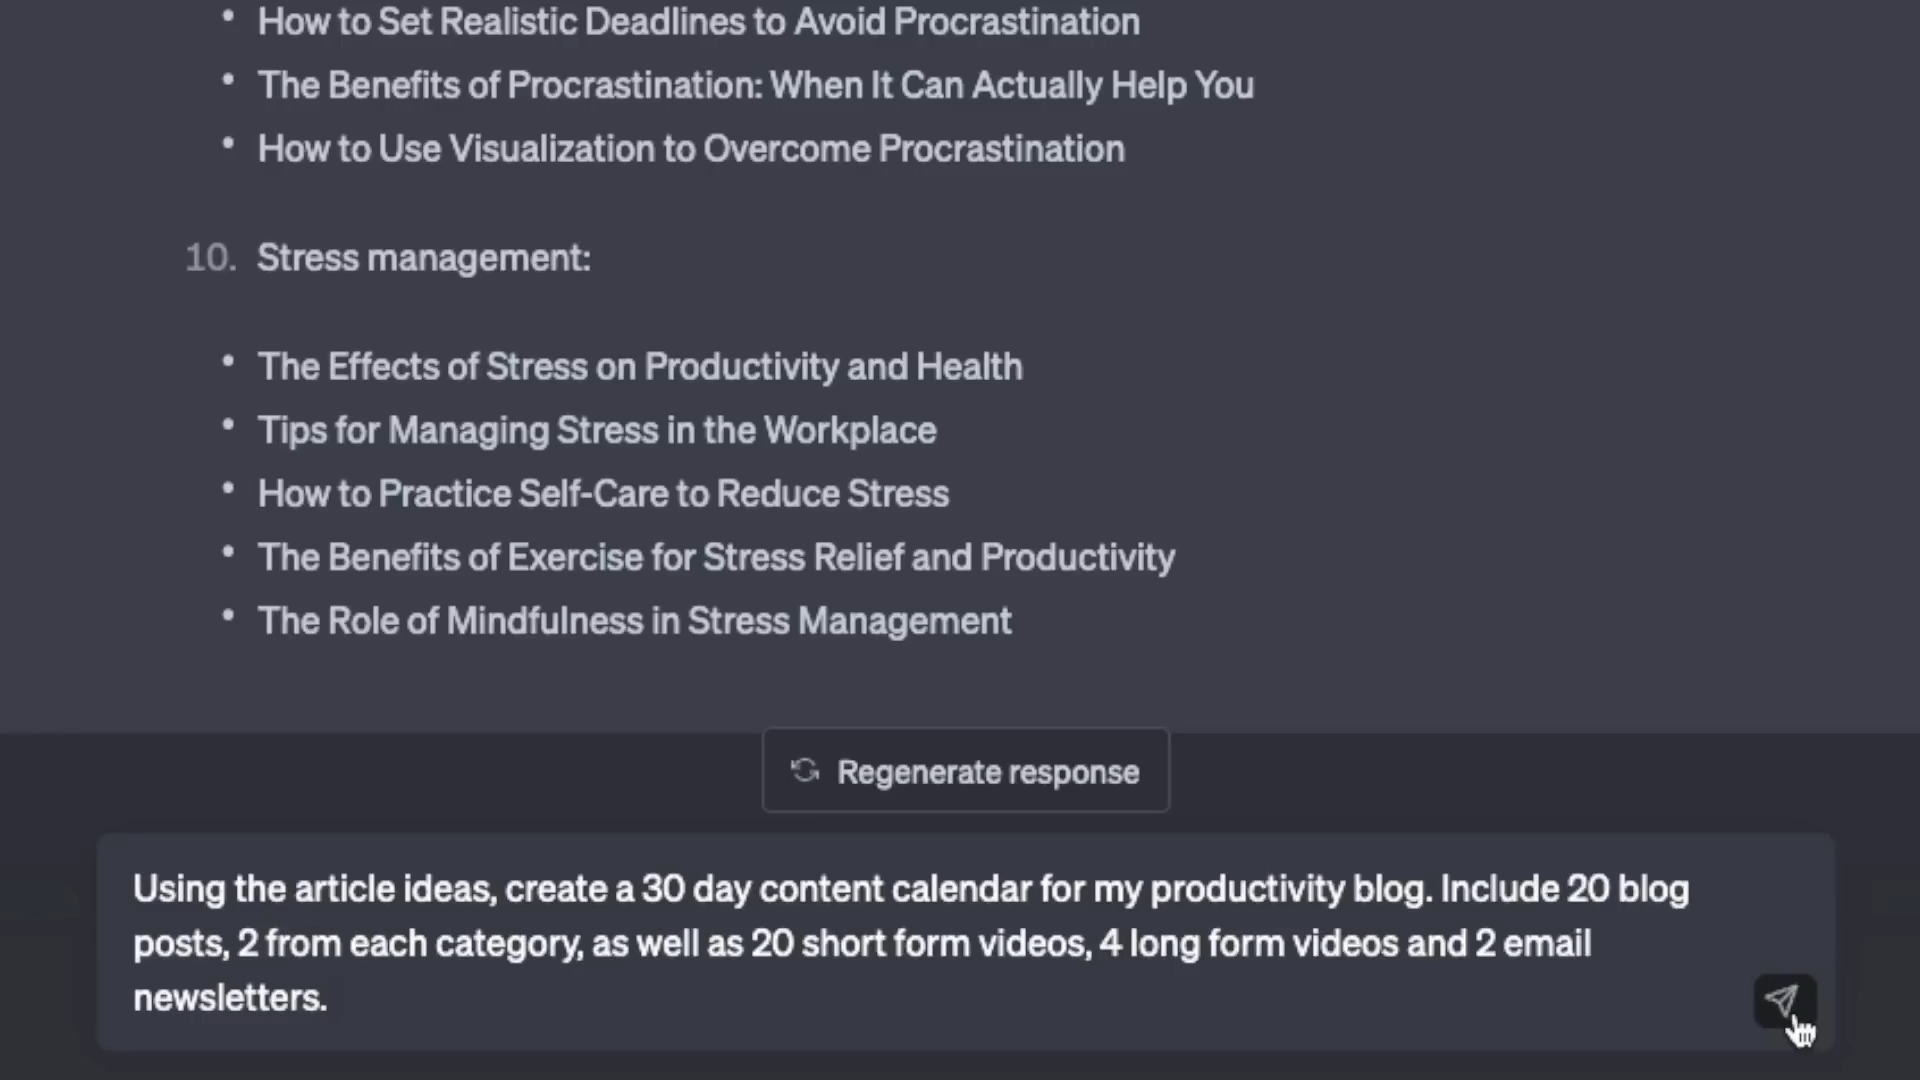 • How to Set Realistic Deadlines to Avoid Procrastination
• The Benefits of Procrastination: When It Can Actually Help You
• How to Use Visualization to Overcome Procrastination
10. Stress management:
• The Effects of Stress on Productivity and Health
• Tips for Managing Stress in the Workplace
• How to Practice Self-Care to Reduce Stress
• The Benefits of Exercise for Stress Relief and Productivity
• The Role of Mindfulness in Stress Management
Regenerate response
Using the article ideas, create a 30 day content calendar for my productivity blog. Include 20 blog
posts, 2 from each category, as well as 20 short form videos, 4 long form videos and 2 email
newsletters.